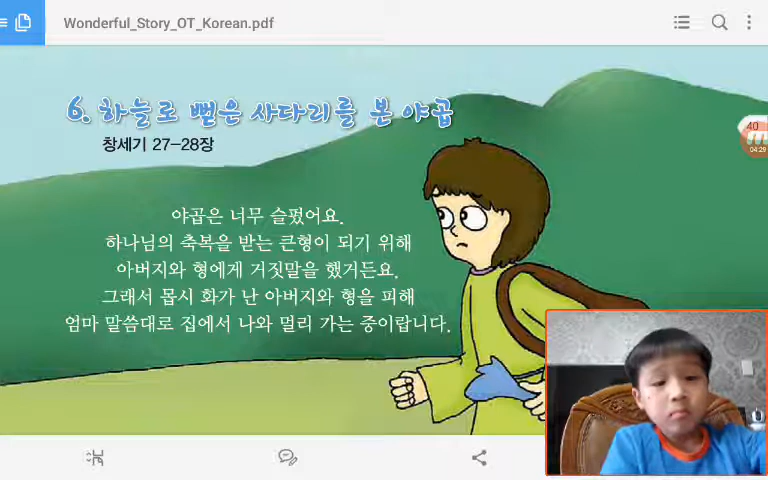 Wonderful_Story_OT_Korean.pdf
6. 하늘로 뻗은 사다리를 본 야곱
창세기 27-28장
야곱은 너무 슬펐어요.
하나님의 축복을 받는 큰형이 되기 위해
아버지와 형에게 거짓말을 했거든요.
그래서 몹시 화가 난 아버지와 형을 피해
엄마 말씀대로 집에서 나와 멀리 가는 중이랍니다.
40
04:29